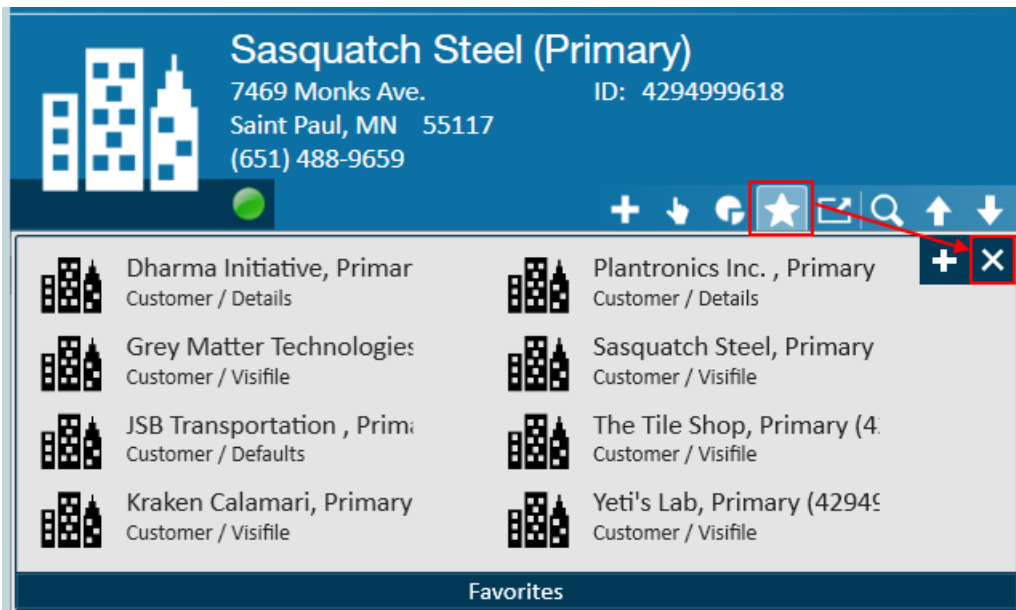 Sasquatch Steel (Primary)
7469 Monks Ave. ID: 4294999618
Saint Paul, MN 55117
(651) 488-9659
Dharma Initiative, Primar
Customer / Details
Plantronics Inc. , Primary
Customer / Details
Grey Matter Technologies
Customer / Visifile
Sasquatch Steel, Primary
Customer / Visifile
JSB Transportation , Prima
Customer / Defaults
The Tile Shop, Primary (4
Customer / Visifile
Kraken Calamari, Primary
Customer / Visifile
Yeti's Lab, Primary (42949
Customer / Visifile
Favorites